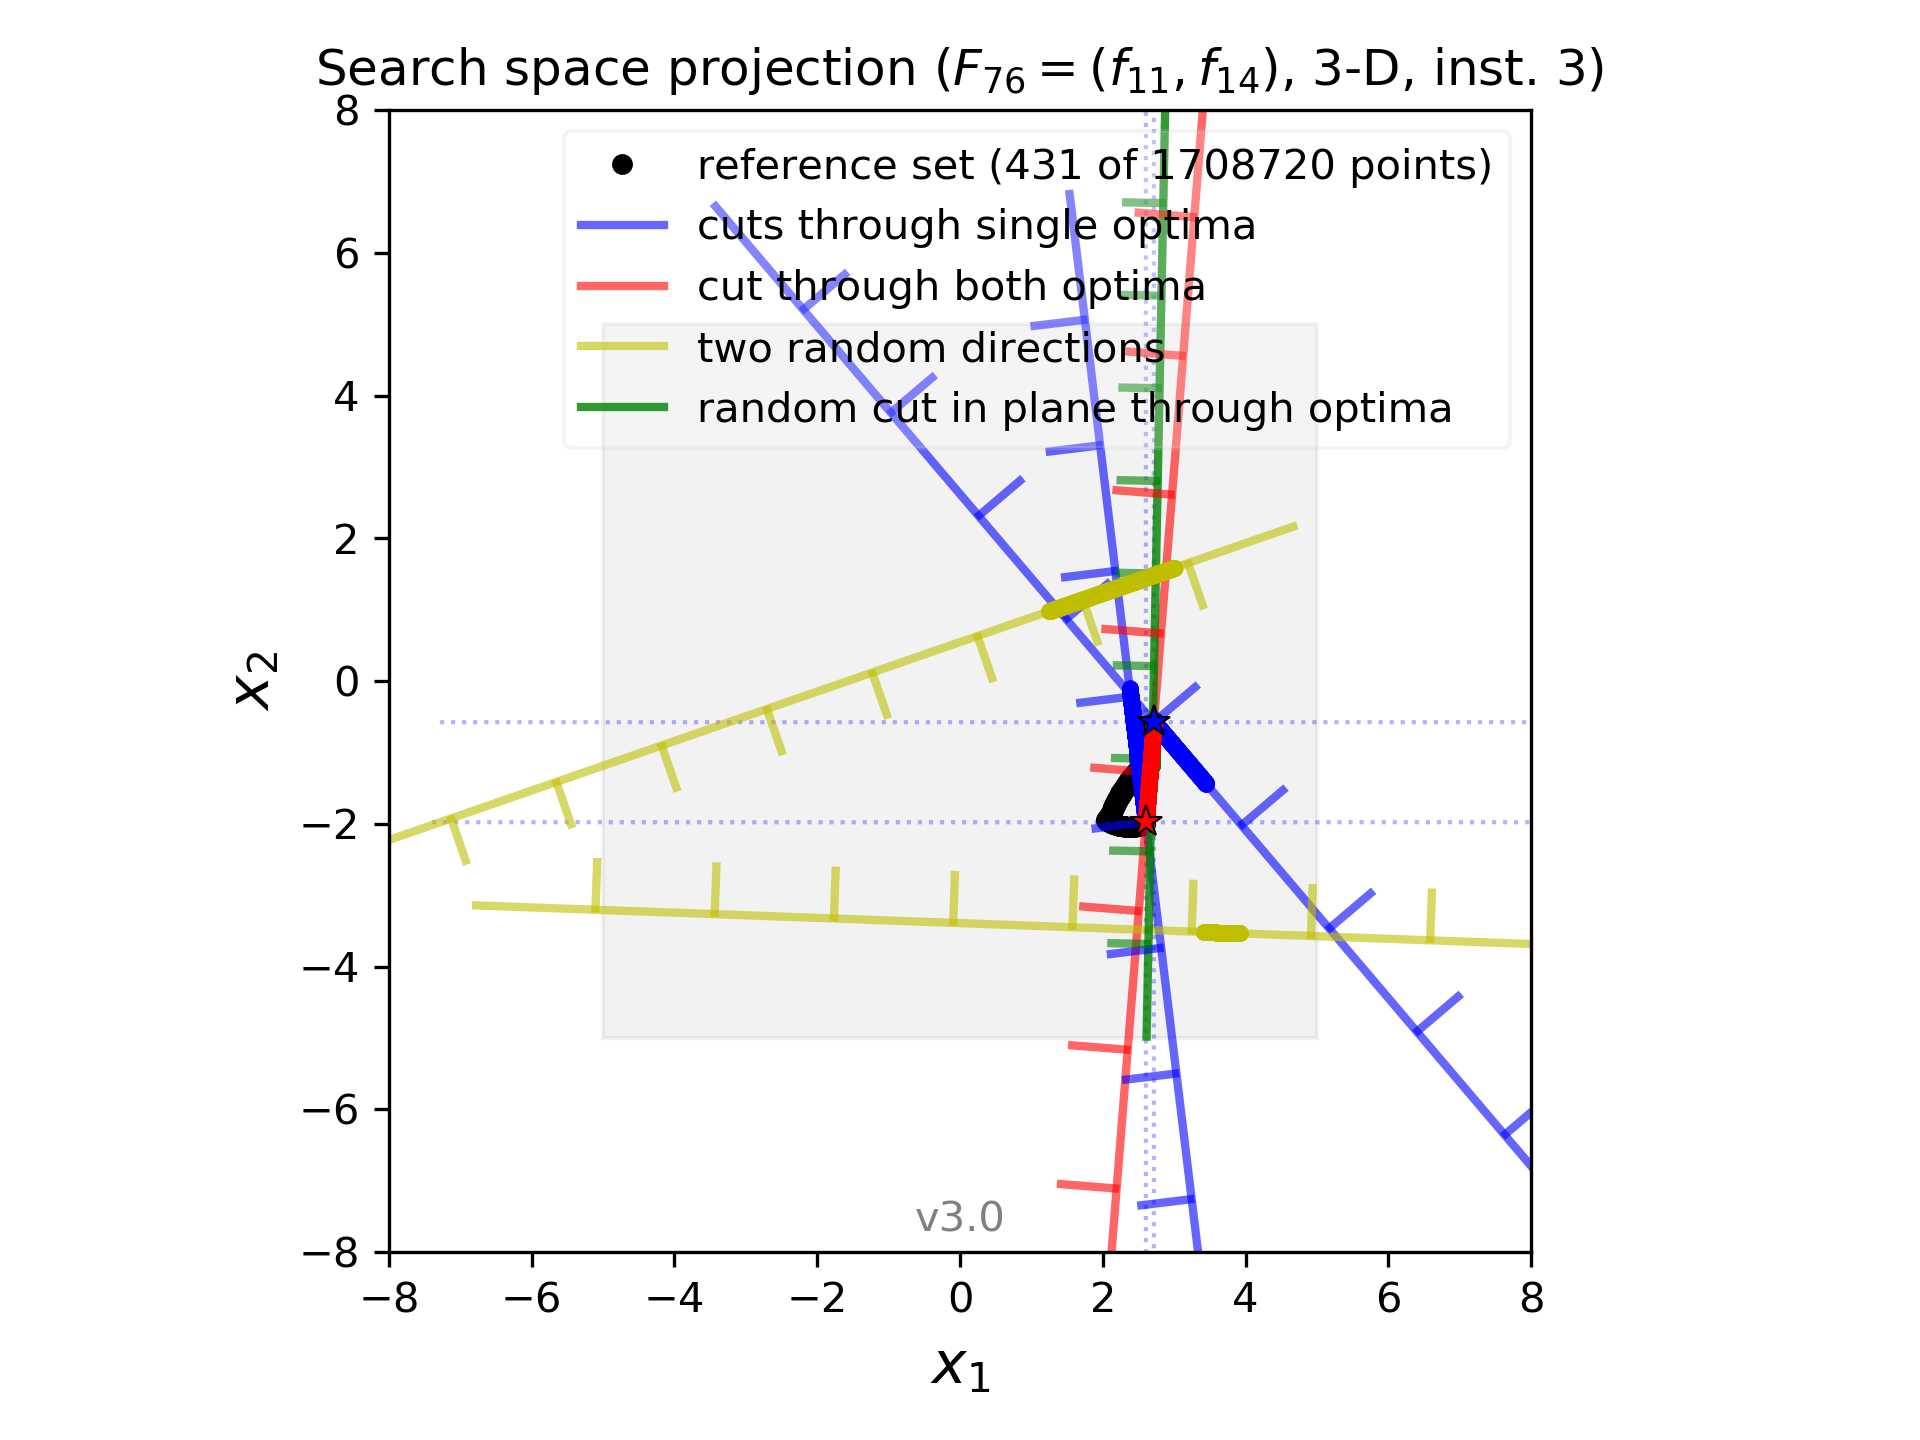 Search space projection (F76 = (f11, f14), 3-D, inst. 3)
reference set (431 of 1708720 points)
cuts through single optima
cut through both optima
two random directions
random cut in plane through optima
8
6
4
2
0
−2
−4
−6
−8
x2
v3.0
−8 −6 −4 −2 0 2 4 6 8
x1